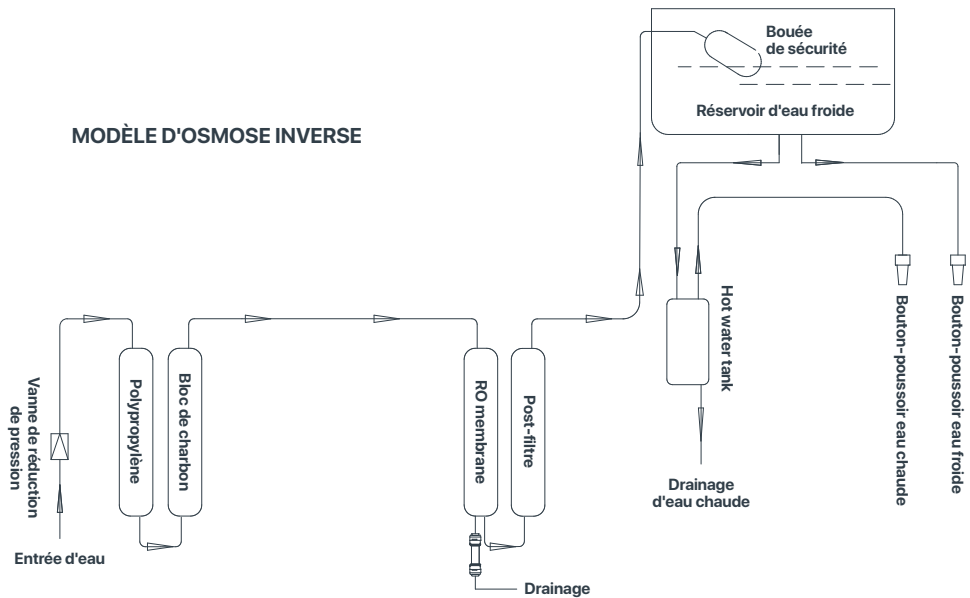 Bouée
de sécurité
Réservoir d'eau froide
MODÈLE D'OSMOSE INVERSE
Hot water tank
Bouton-poussoir eau chaude
Bouton-poussoir eau froide
Vanne de réduction
de pression
Polypropylène
Bloc de charbon
RO membrane
Post-filtre
Drainage
d'eau chaude
Entrée d'eau
Drainage